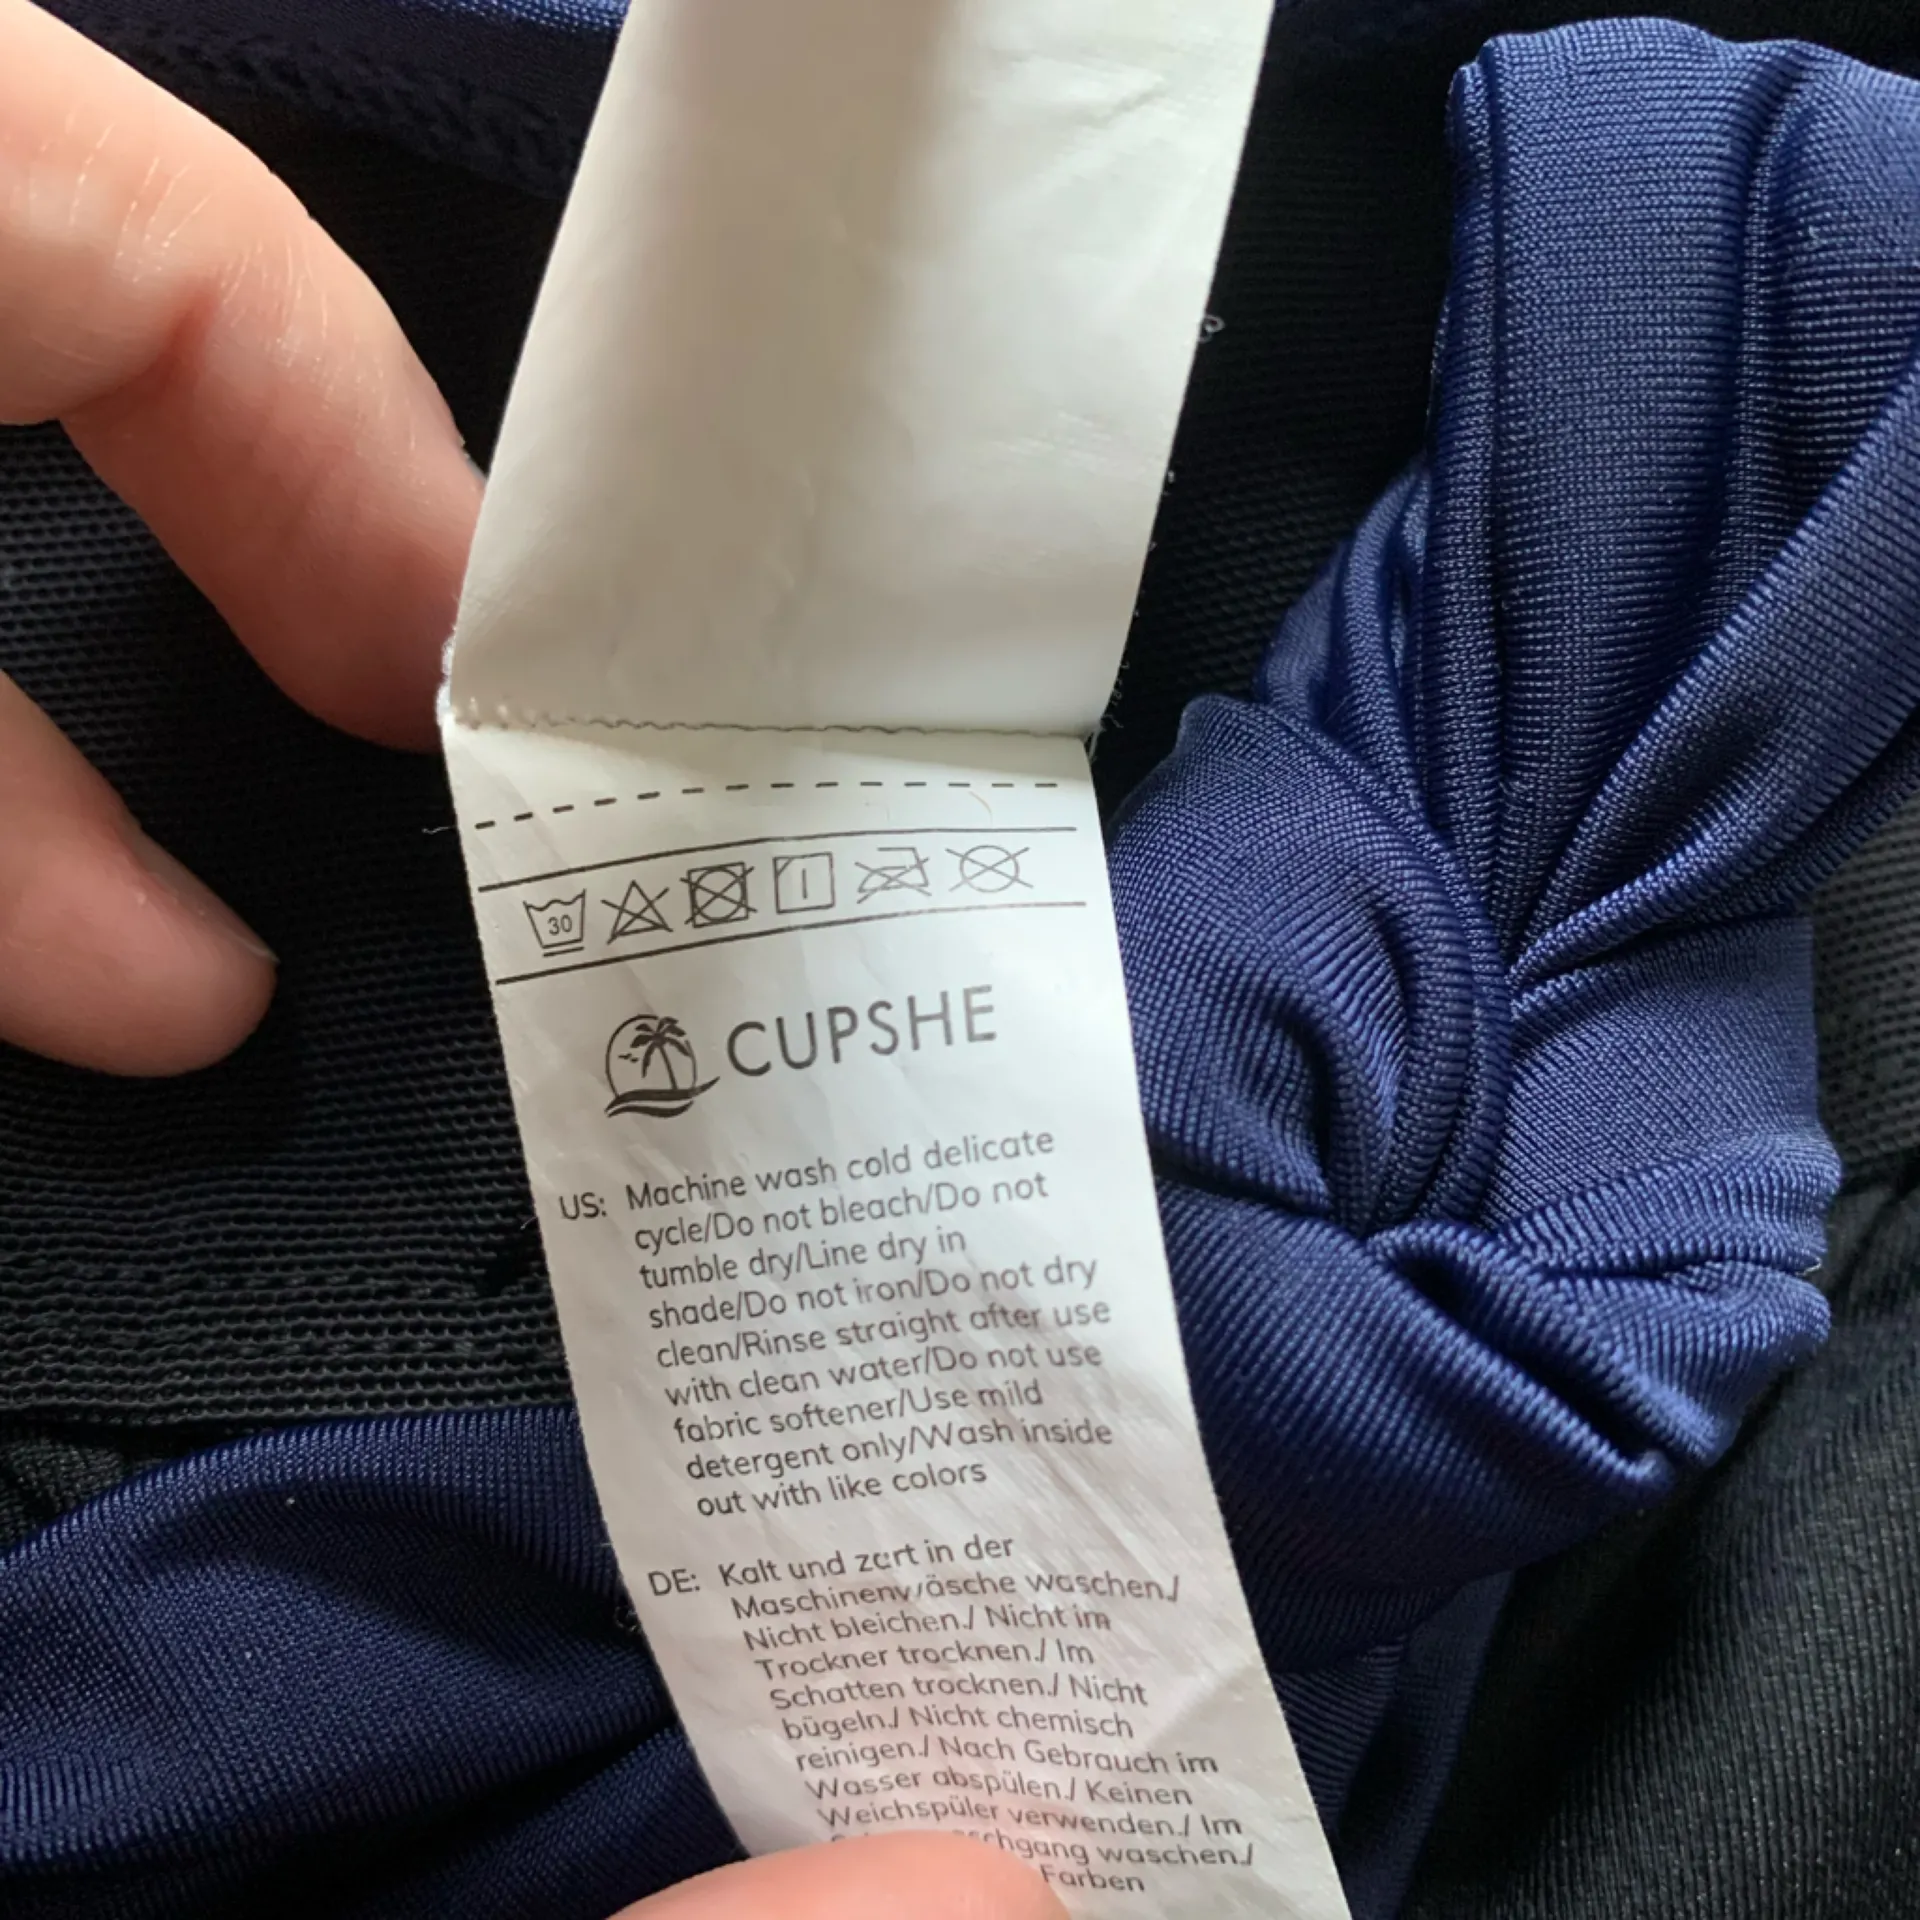 30
CUPSHE
US: Machine wash cold delicate
cycle/Do not bleach/Do not
tumble dry/Line dry in
shade/Do not iron/Do not dry
clean/Rinse straight after use
with clean water/Do not use
fabric softener/Use mild
detergent only/Wash inside
out with like colors
DE: Kalt und zart in der
Maschinenwäsche waschen./
Nicht bleichen./ Nicht im
Trockner trocknen./ Im
Schatten trocknen./ Nicht
bügeln./ Nicht chemisch
reinigen./ Nach Gebrauch im
Wasser abspülen./ Keinen
Weichspüler verwenden./ Im
waschen./
Farben